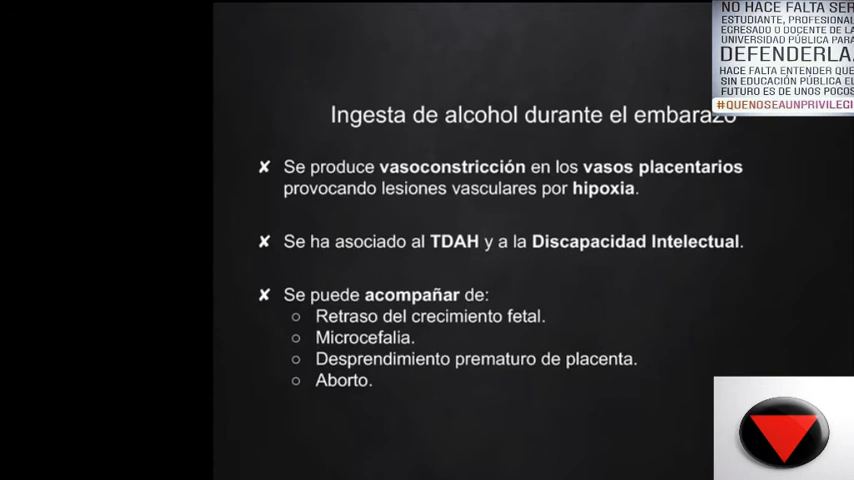 NO HACE FALTA SER
ESTUDIANTE, PROFESIONAL
EGRESADO O DOCENTE DE LA
UNIVERSIDAD PÚBLICA PARA
DEFENDERLA.
HACE FALTA ENTENDER QUE
SIN EDUCACIÓN PÚBLICA EL
FUTURO ES DE UNOS POCOS
#QUENOSEAUNPRIVILEGI
Ingesta de alcohol durante el embarazo
✘ Se produce vasoconstricción en los vasos placentarios
provocando lesiones vasculares por hipoxia.
✘ Se ha asociado al TDAH y a la Discapacidad Intelectual.
✘ Se puede acompañar de:
○ Retraso del crecimiento fetal.
○ Microcefalia.
○ Desprendimiento prematuro de placenta.
○ Aborto.